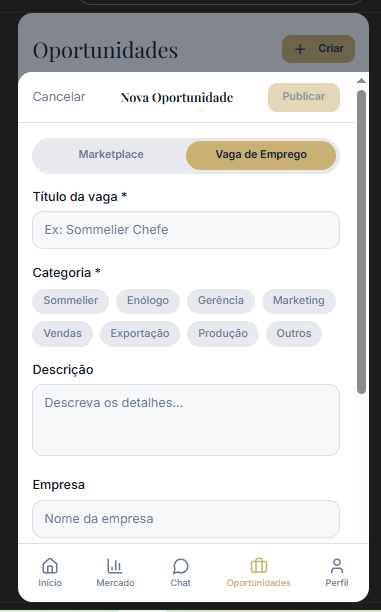 Oportunidades
+ Criar
Cancelar Nova Oportunidade Publicar
Marketplace Vaga de Emprego
Título da vaga *
Ex: Sommelier Chefe
Categoria *
Sommelier Enólogo Gerência Marketing
Vendas Exportação Produção Outros
Descrição
Descreva os detalhes...
Empresa
Nome da empresa
Início Mercado Chat Oportunidades Perfil